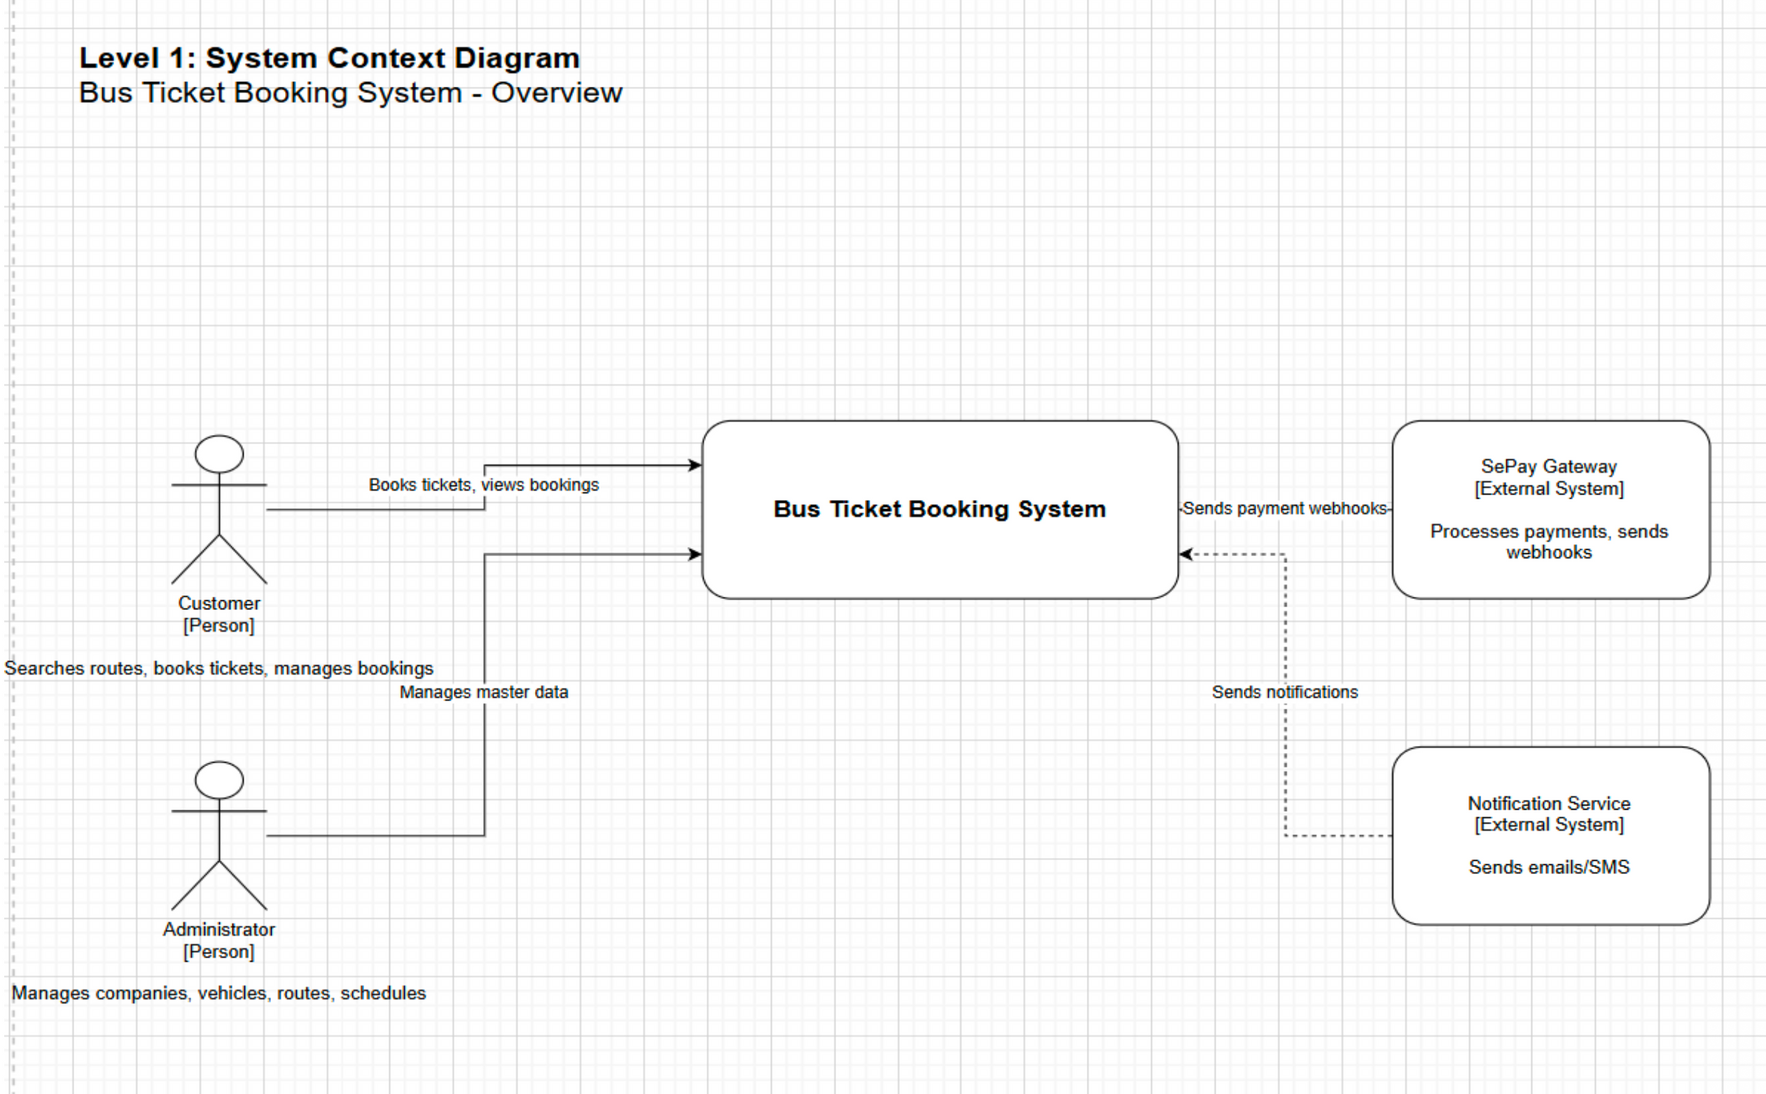 Level 1: System Context Diagram
Bus Ticket Booking System - Overview
Books tickets, views bookings
Customer
[Person]
Searches routes, books tickets, manages bookings
Manages master data
Administrator
[Person]
Manages companies, vehicles, routes, schedules
Bus Ticket Booking System
Sends payment webhooks
SePay Gateway
[External System]
Processes payments, sends
webhooks
Sends notifications
Notification Service
[External System]
Sends emails/SMS